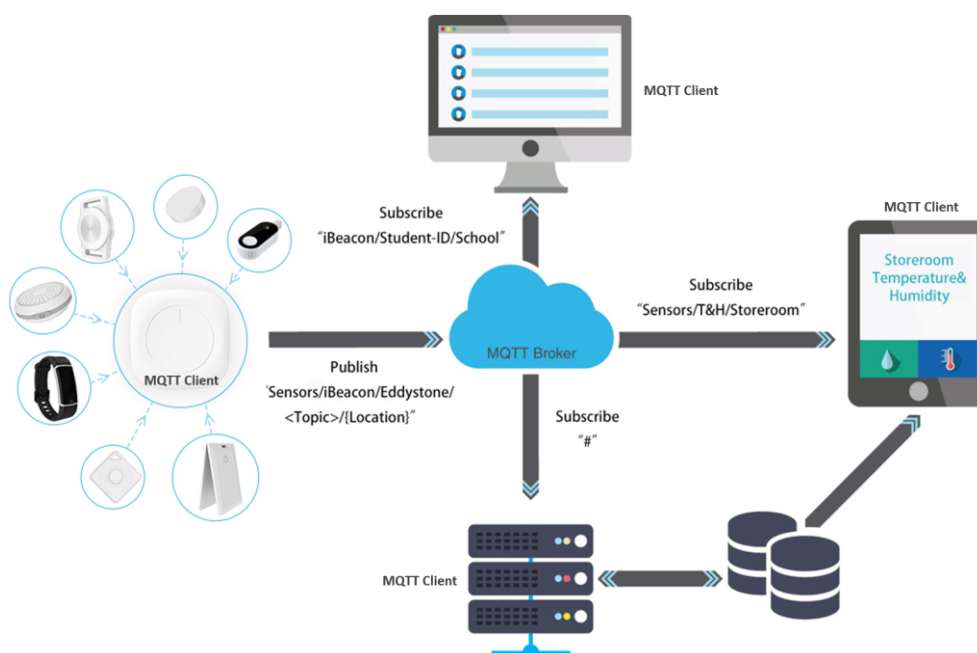 MQTT Client
Subscribe
“iBeacon/Student-ID/School”
MQTT Client
Storeroom
Temperature&
Humidity
Subscribe
“Sensors/T&H/Storeroom”
MQTT Broker
MQTT Client
Publish
‘Sensors/iBeacon/Eddystone/
<Topic>/{Location}”
Subscribe
“#”
MQTT Client